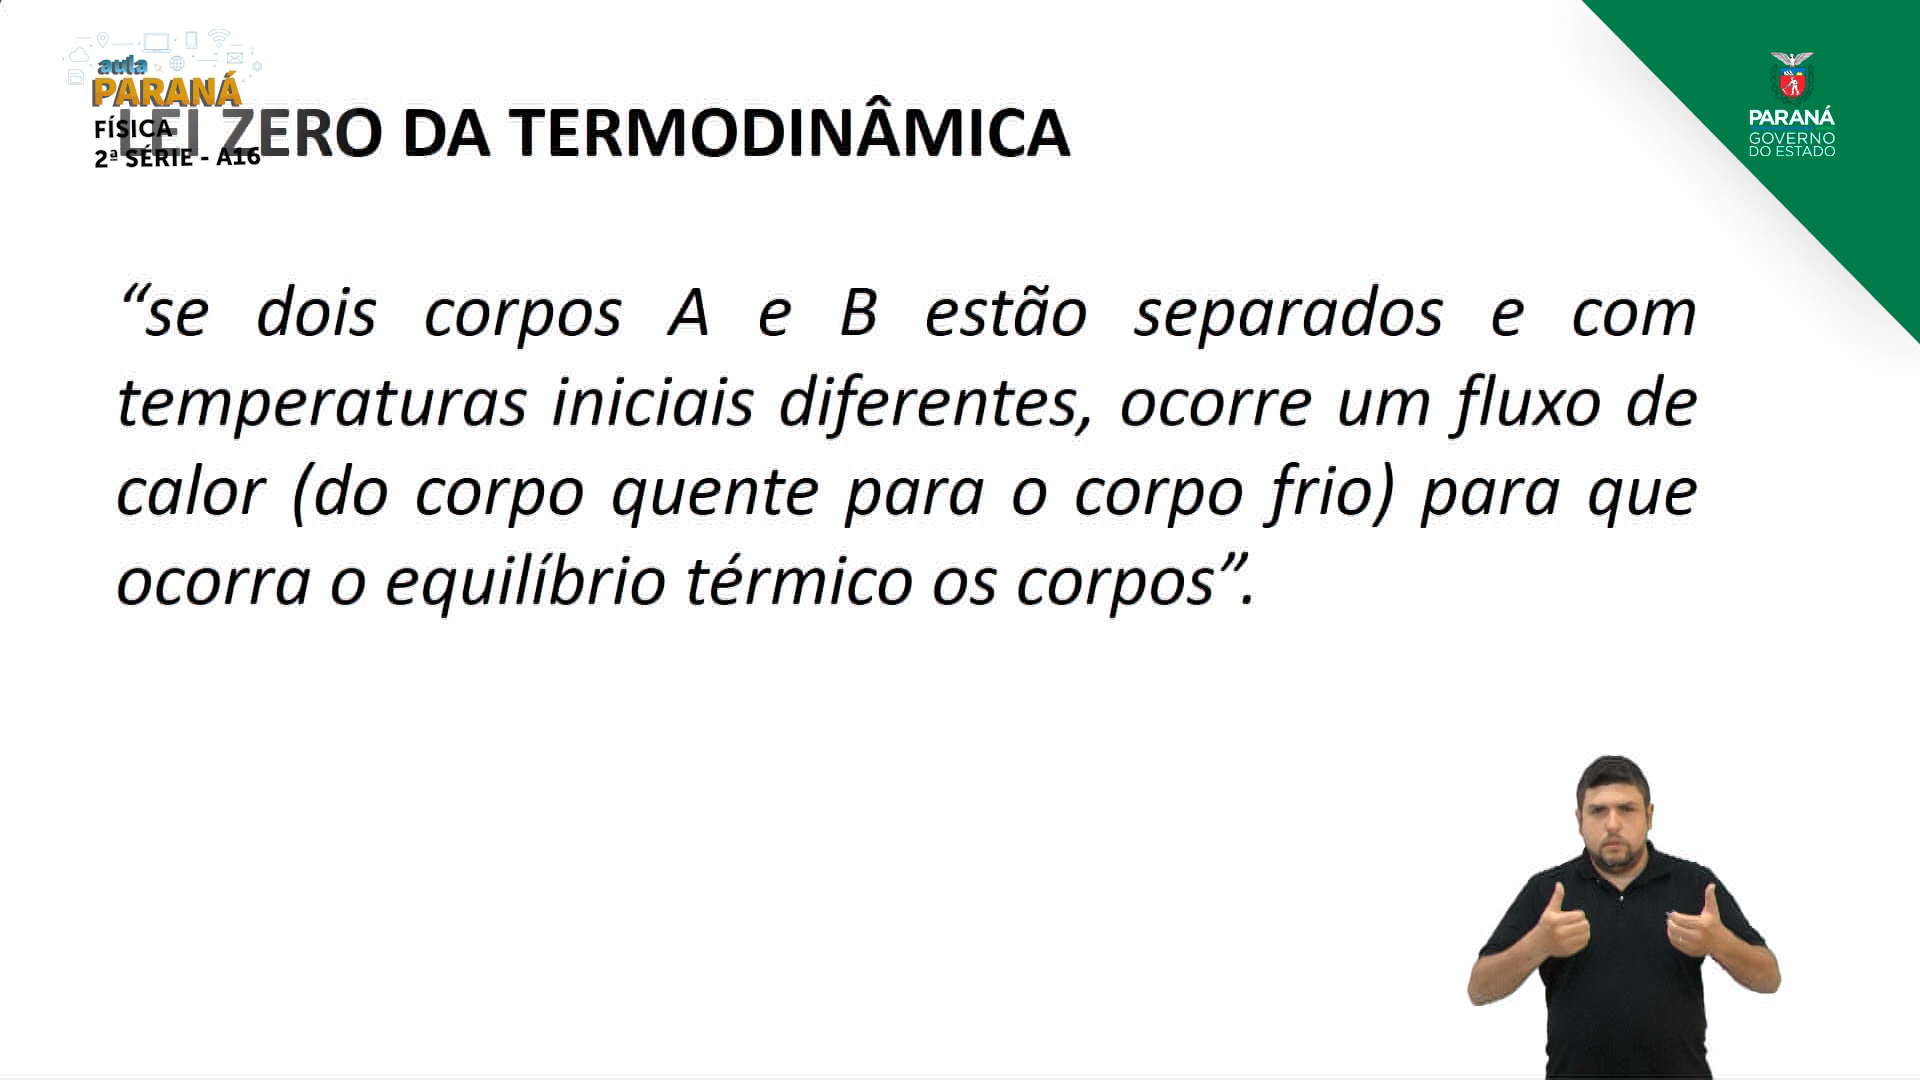 aula
PARANÁ
FÍSICA
2ª SÉRIE - A16
LEI ZERO DA TERMODINÂMICA
PARANÁ
GOVERNO
DO ESTADO
“se dois corpos A e B estão separados e com
temperaturas iniciais diferentes, ocorre um fluxo de
calor (do corpo quente para o corpo frio) para que
ocorra o equilíbrio térmico os corpos”.